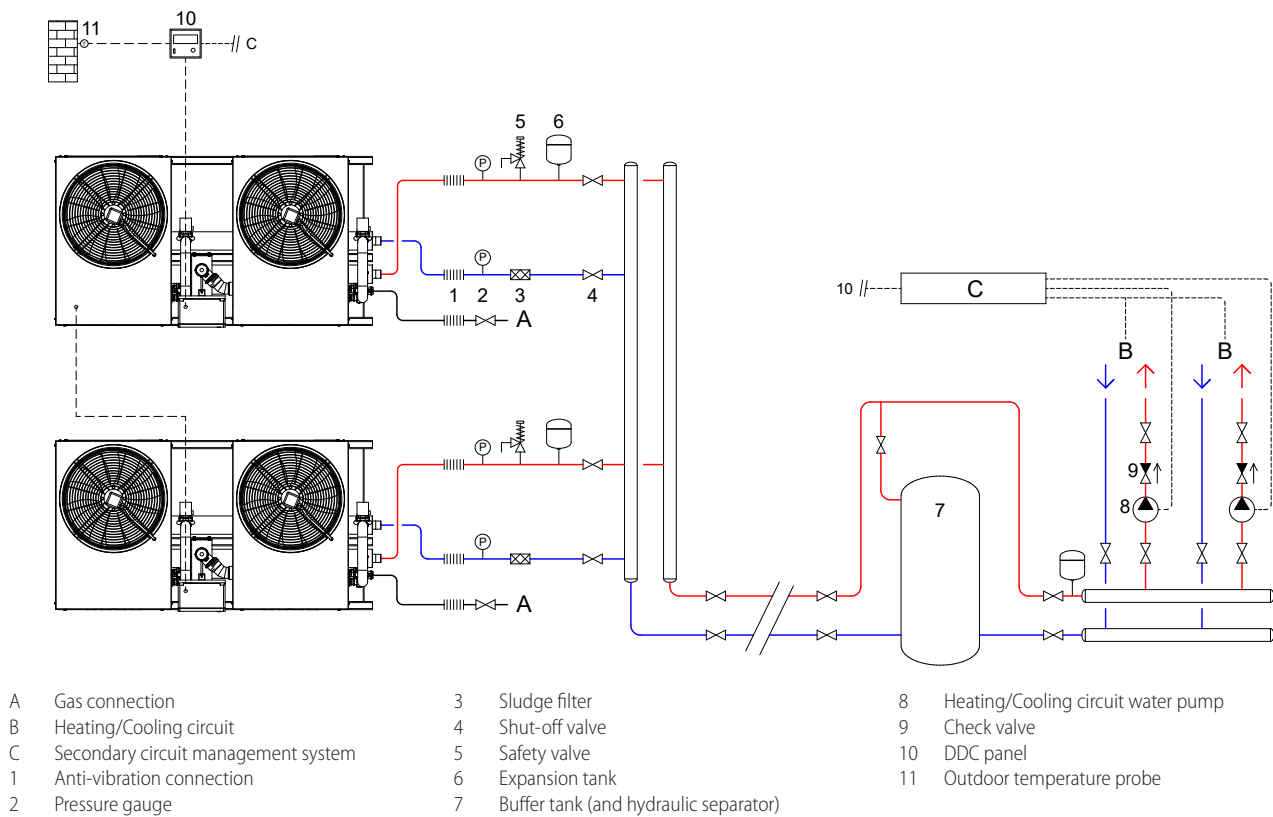 11
10
C
5
6
P
P
10
C
1
2
3
4
A
B
B
P
9
8
7
P
A
A Gas connection
B Heating/Cooling circuit
C Secondary circuit management system
1 Anti-vibration connection
2 Pressure gauge
3 Sludge filter
4 Shut-off valve
5 Safety valve
6 Expansion tank
7 Buffer tank (and hydraulic separator)
8 Heating/Cooling circuit water pump
9 Check valve
10 DDC panel
11 Outdoor temperature probe